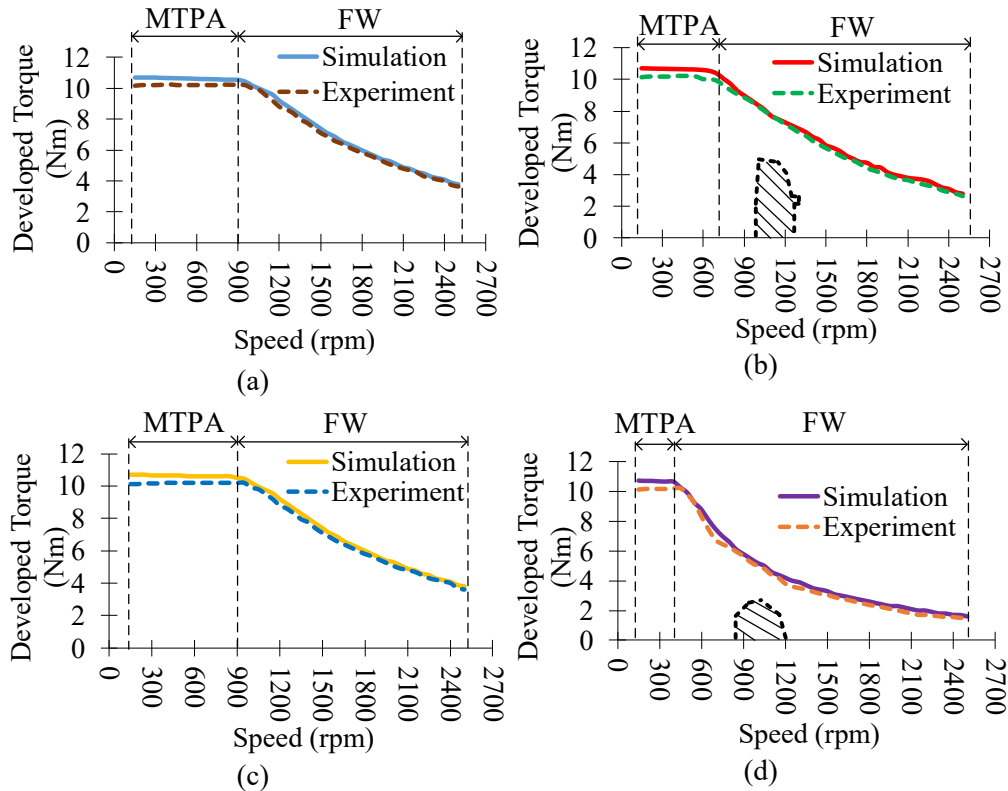 MTPA FW
12
10
8
6
4
2
0
Developed Torque
(Nm)
Simulation
Experiment
0 300 600 900 1200 1500 1800 2100 2400 2700
Speed (rpm)
(a)
MTPA FW
12
10
8
6
4
2
0
Developed Torque
(Nm)
Simulation
Experiment
0 300 600 900 1200 1500 1800 2100 2400 2700
Speed (rpm)
(b)
MTPA FW
12
10
8
6
4
2
0
Developed Torque
(Nm)
Simulation
Experiment
0 300 600 900 1200 1500 1800 2100 2400 2700
Speed (rpm)
(c)
MTPA FW
12
10
8
6
4
2
0
Developed Torque
(Nm)
Simulation
Experiment
0 300 600 900 1200 1500 1800 2100 2400 2700
Speed (rpm)
(d)